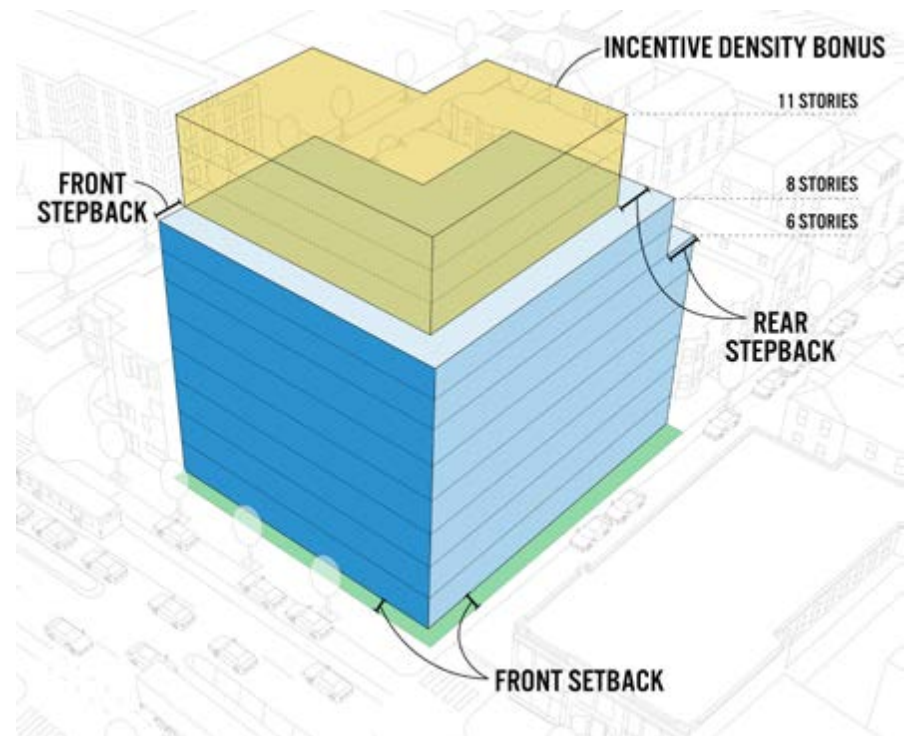 INCENTIVE DENSITY BONUS
11 STORIES
FRONT
STEPBACK
8 STORIES
6 STORIES
REAR
STEPBACK
FRONT SETBACK